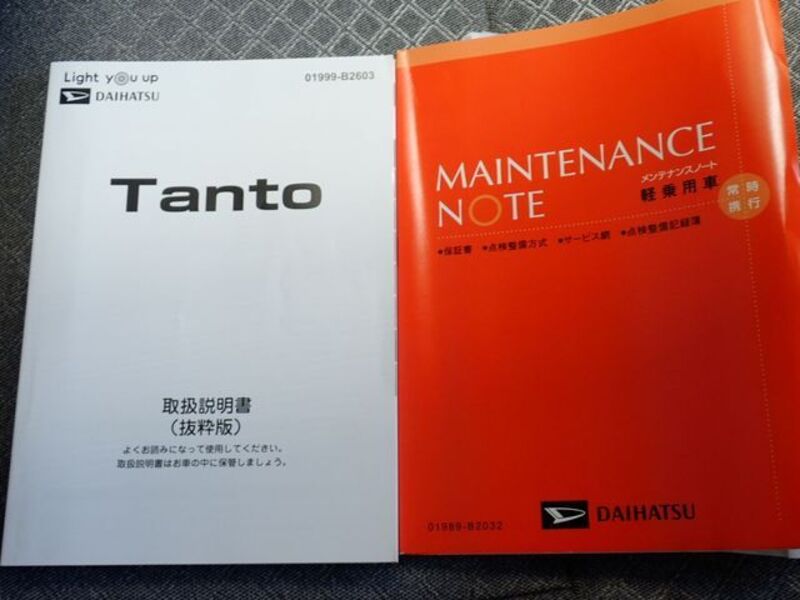 Light you up
01999-B2603
DAIHATSU
Tanto
取扱説明書
（抜粋版）
よくお読みになって使用してください。
取扱説明書はお車の中に保管しましょう。
MAINTENANCE
NOTE
メンテナンスノート
軽乗用車
常時
携行
●保証書 ●点検整備方式 ●サービス網 ●点検整備記録簿
01989-B2032
DAIHATSU